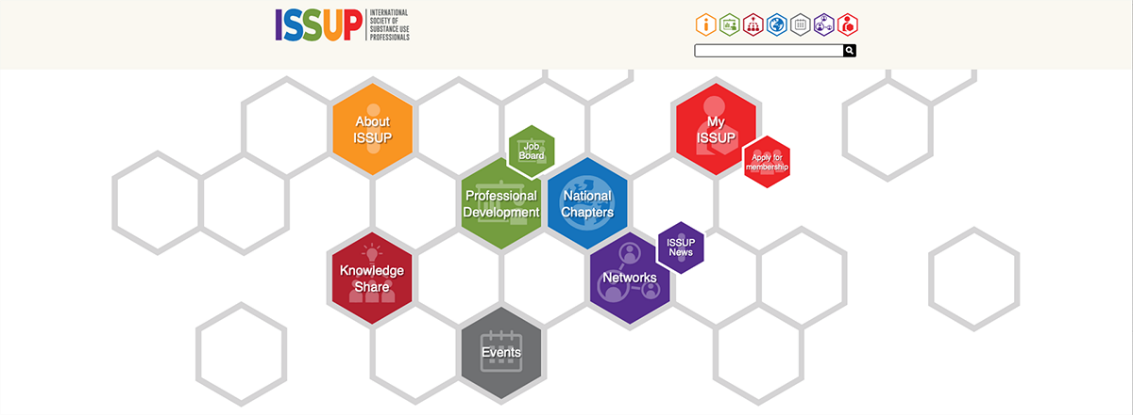 ISSUP
INTERNATIONAL
SOCIETY OF
SUBSTANCE USE
PROFESSIONALS
About
ISSUP
My
ISSUP
Job
Board
Apply for
membership
Professional
Development
National
Chapters
ISSUP
News
Knowledge
Share
Networks
Events